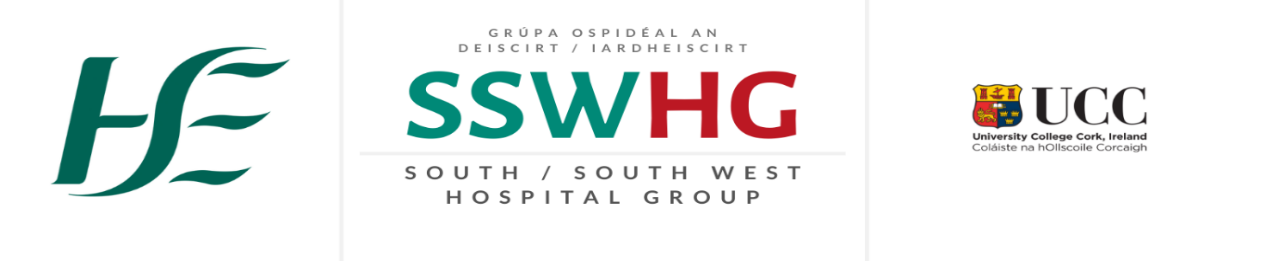 HSE
GRÚPA OSPIDÉAL AN
DEISCIRT / IARDHEISCIRT
SSWHG
SOUTH / SOUTH WEST
HOSPITAL GROUP
UCC
University College Cork, Ireland
Coláiste na hOllscoile Corcaigh